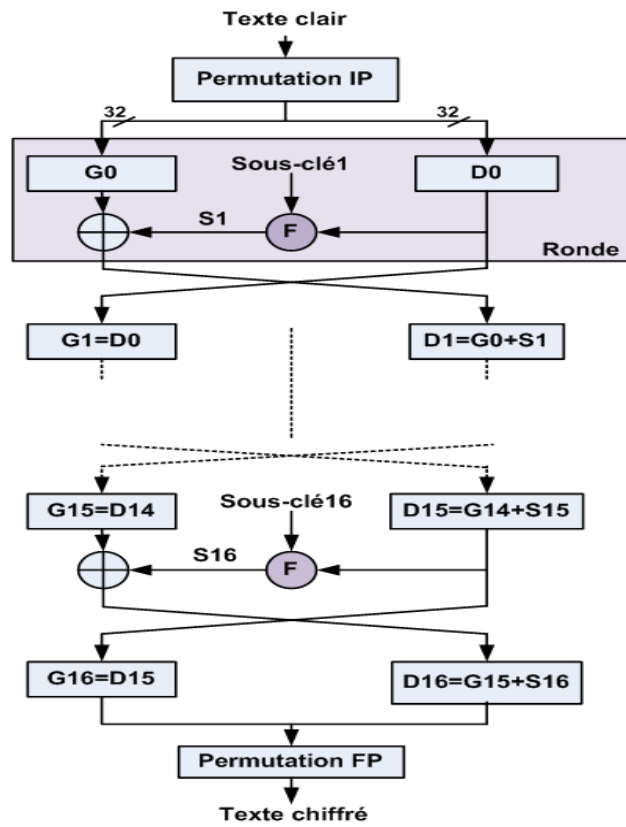 Texte clair
Permutation IP
32 32
G0 Sous-clé1 D0
S1 F
Ronde
G1=D0 D1=G0+S1
G15=D14 Sous-clé16 D15=G14+S15
S16 F
G16=D15 D16=G15+S16
Permutation FP
Texte chiffré